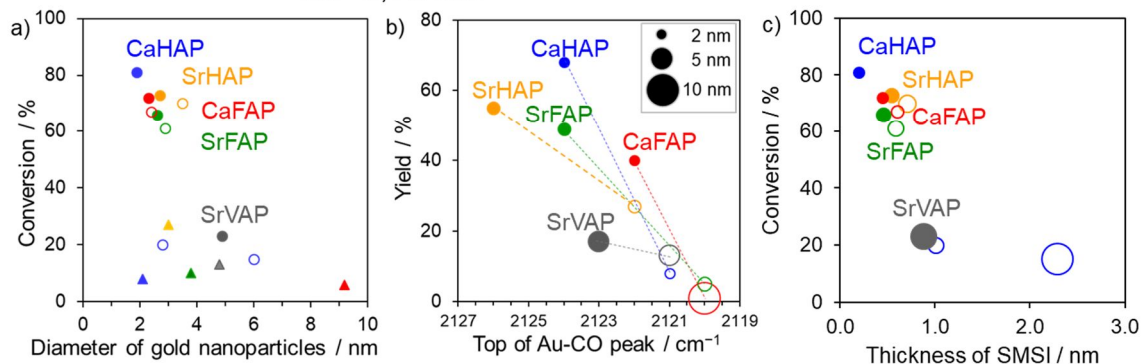 a)
100
80
60
40
20
0
Conversion / %
CaHAP
SrHAP
CaFAP
SrFAP
SrVAP
0 2 4 6 8 10
Diameter of gold nanoparticles / nm
b)
80
60
40
20
0
Yield / %
CaHAP
SrHAP
SrFAP
CaFAP
SrVAP
2 nm
5 nm
10 nm
2127 2125 2123 2121 2119
Top of Au-CO peak / cm⁻¹
c)
100
80
60
40
20
0
Conversion / %
CaHAP
SrHAP
CaFAP
SrFAP
SrVAP
0.0 1.0 2.0 3.0
Thickness of SMSI / nm